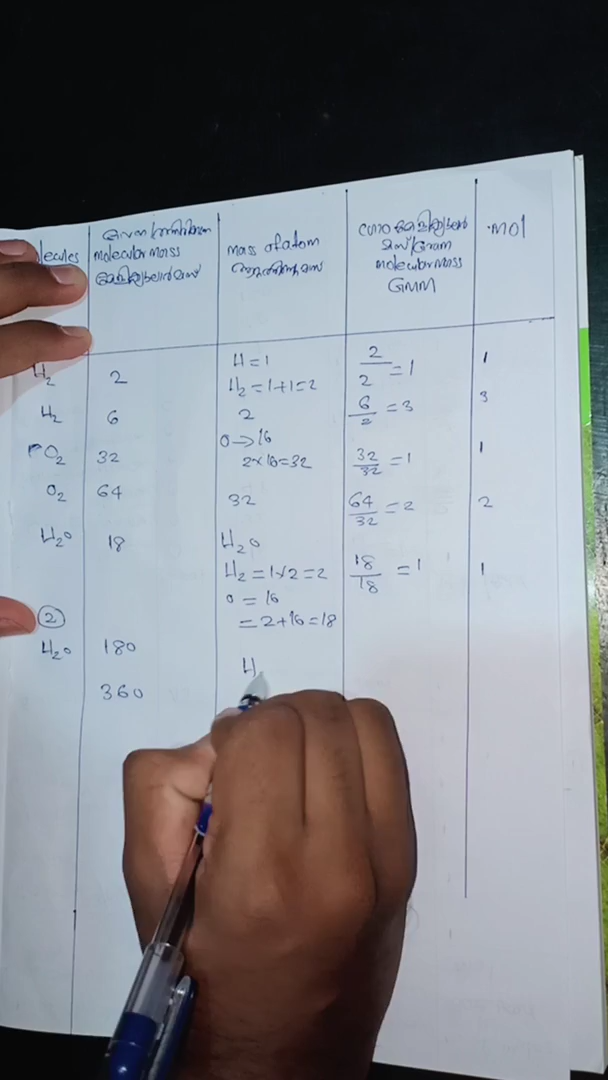 lecules
molecular mass
മോളിക്യുലാർ മാസ്
mass of atom
മാസ് / Gram
molecular mass
GMM
mol
H2 2 H = 1 2/2 = 1 1
H2 = 1+1=2
H2 6 2 6/2 = 3 3
O2 32 O→16 32/32 = 1 1
2×16=32
O2 64 32 64/32 = 2 2
H2O 18 H2O 18/18 = 1 1
H2 = 1×2=2
O = 16
= 2+16=18
2
H2O 180 H
360